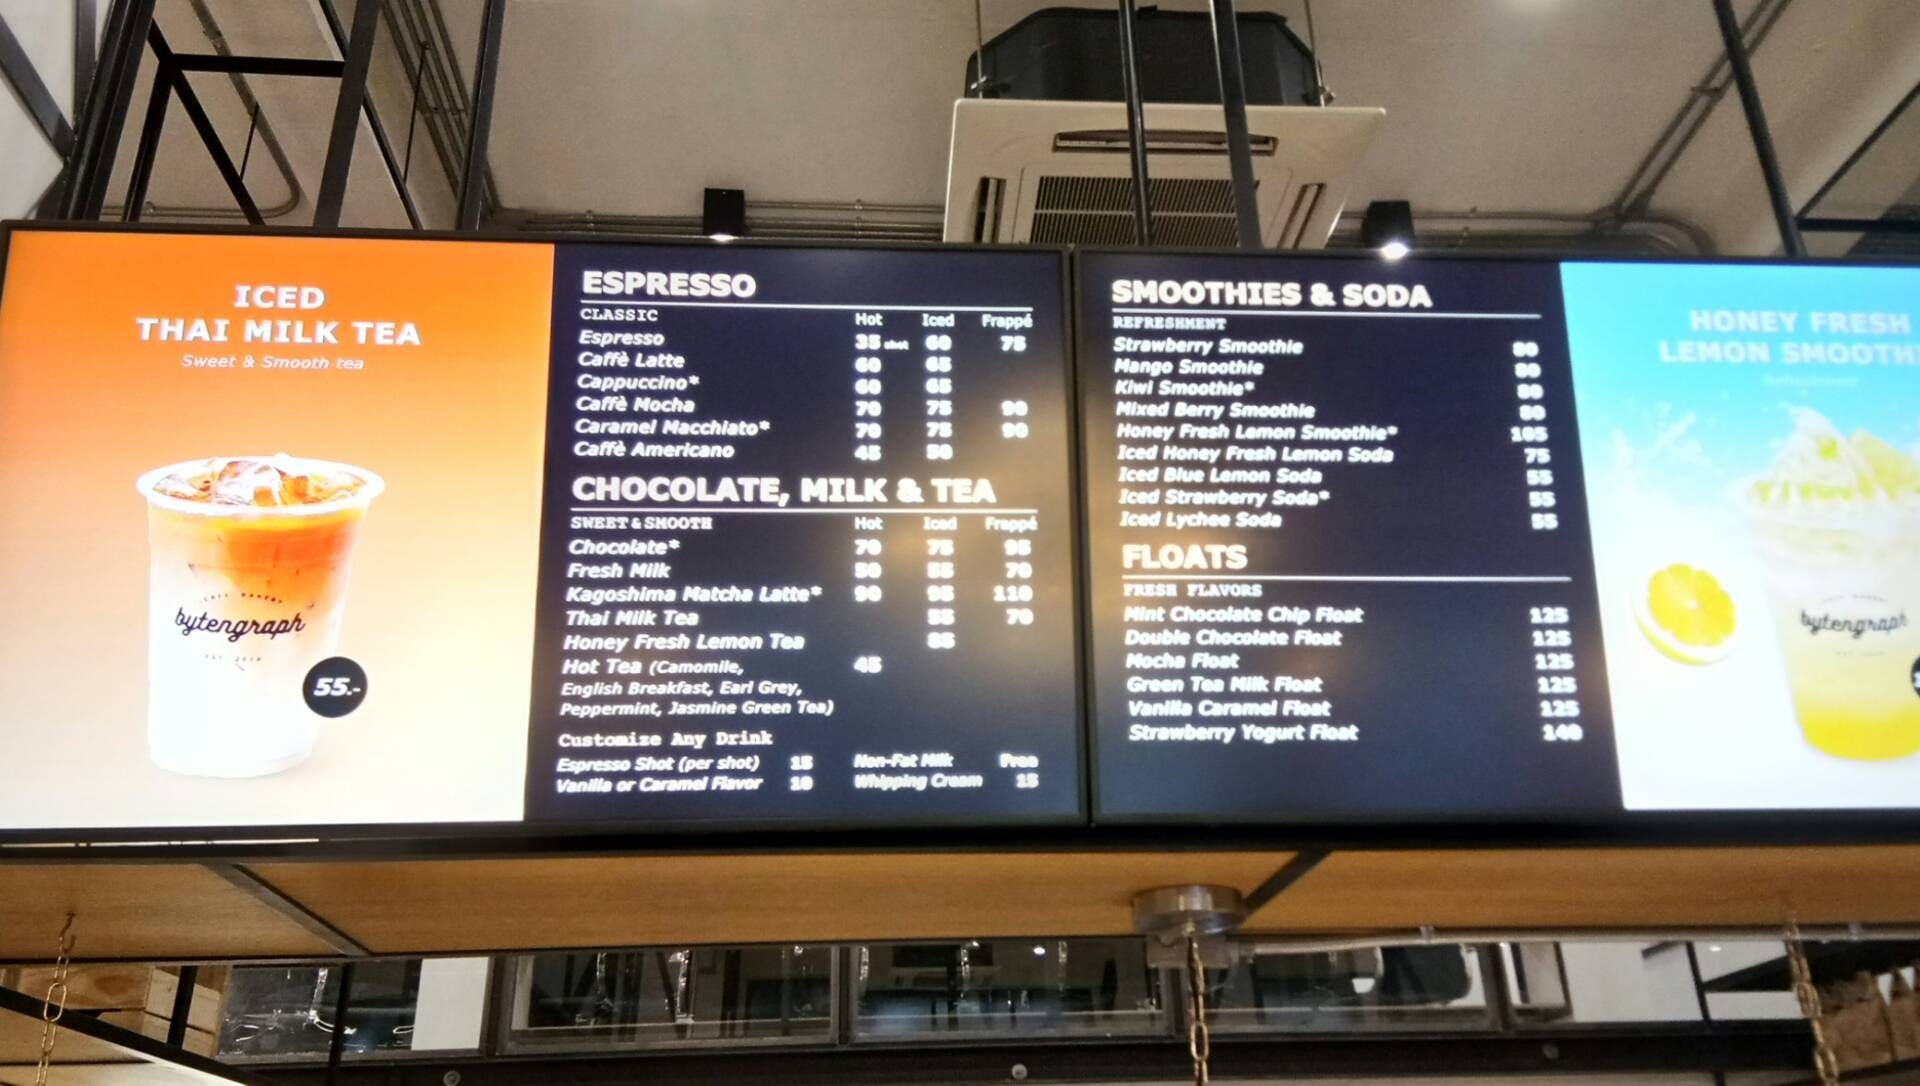 ICED
THAI MILK TEA
Sweet & Smooth tea
bytengraph
55.-
ESPRESSO
CLASSIC Hot Iced Frappé
Espresso 35 shot 60 75
Caffè Latte 60 65
Cappuccino* 60 65
Caffè Mocha 70 75 90
Caramel Macchiato* 70 75 90
Caffè Americano 45 50
CHOCOLATE, MILK & TEA
SWEET & SMOOTH Hot Iced Frappé
Chocolate* 70 75 95
Fresh Milk 50 55 70
Kagoshima Matcha Latte* 90 95 110
Thai Milk Tea 55 70
Honey Fresh Lemon Tea 85
Hot Tea (Camomile, 45
English Breakfast, Earl Grey,
Peppermint, Jasmine Green Tea)
Customize Any Drink
Espresso Shot (per shot) 15 Non-Fat Milk Free
Vanilla or Caramel Flavor 10 Whipping Cream 15
SMOOTHIES & SODA
REFRESHMENT
Strawberry Smoothie 80
Mango Smoothie 80
Kiwi Smoothie* 80
Mixed Berry Smoothie 80
Honey Fresh Lemon Smoothie* 105
Iced Honey Fresh Lemon Soda 75
Iced Blue Lemon Soda 55
Iced Strawberry Soda* 55
Iced Lychee Soda 55
FLOATS
FRESH FLAVORS
Mint Chocolate Chip Float 125
Double Chocolate Float 125
Mocha Float 125
Green Tea Milk Float 125
Vanilla Caramel Float 125
Strawberry Yogurt Float 140
HONEY FRESH
LEMON SMOOTHI
Refreshment
bytengraph